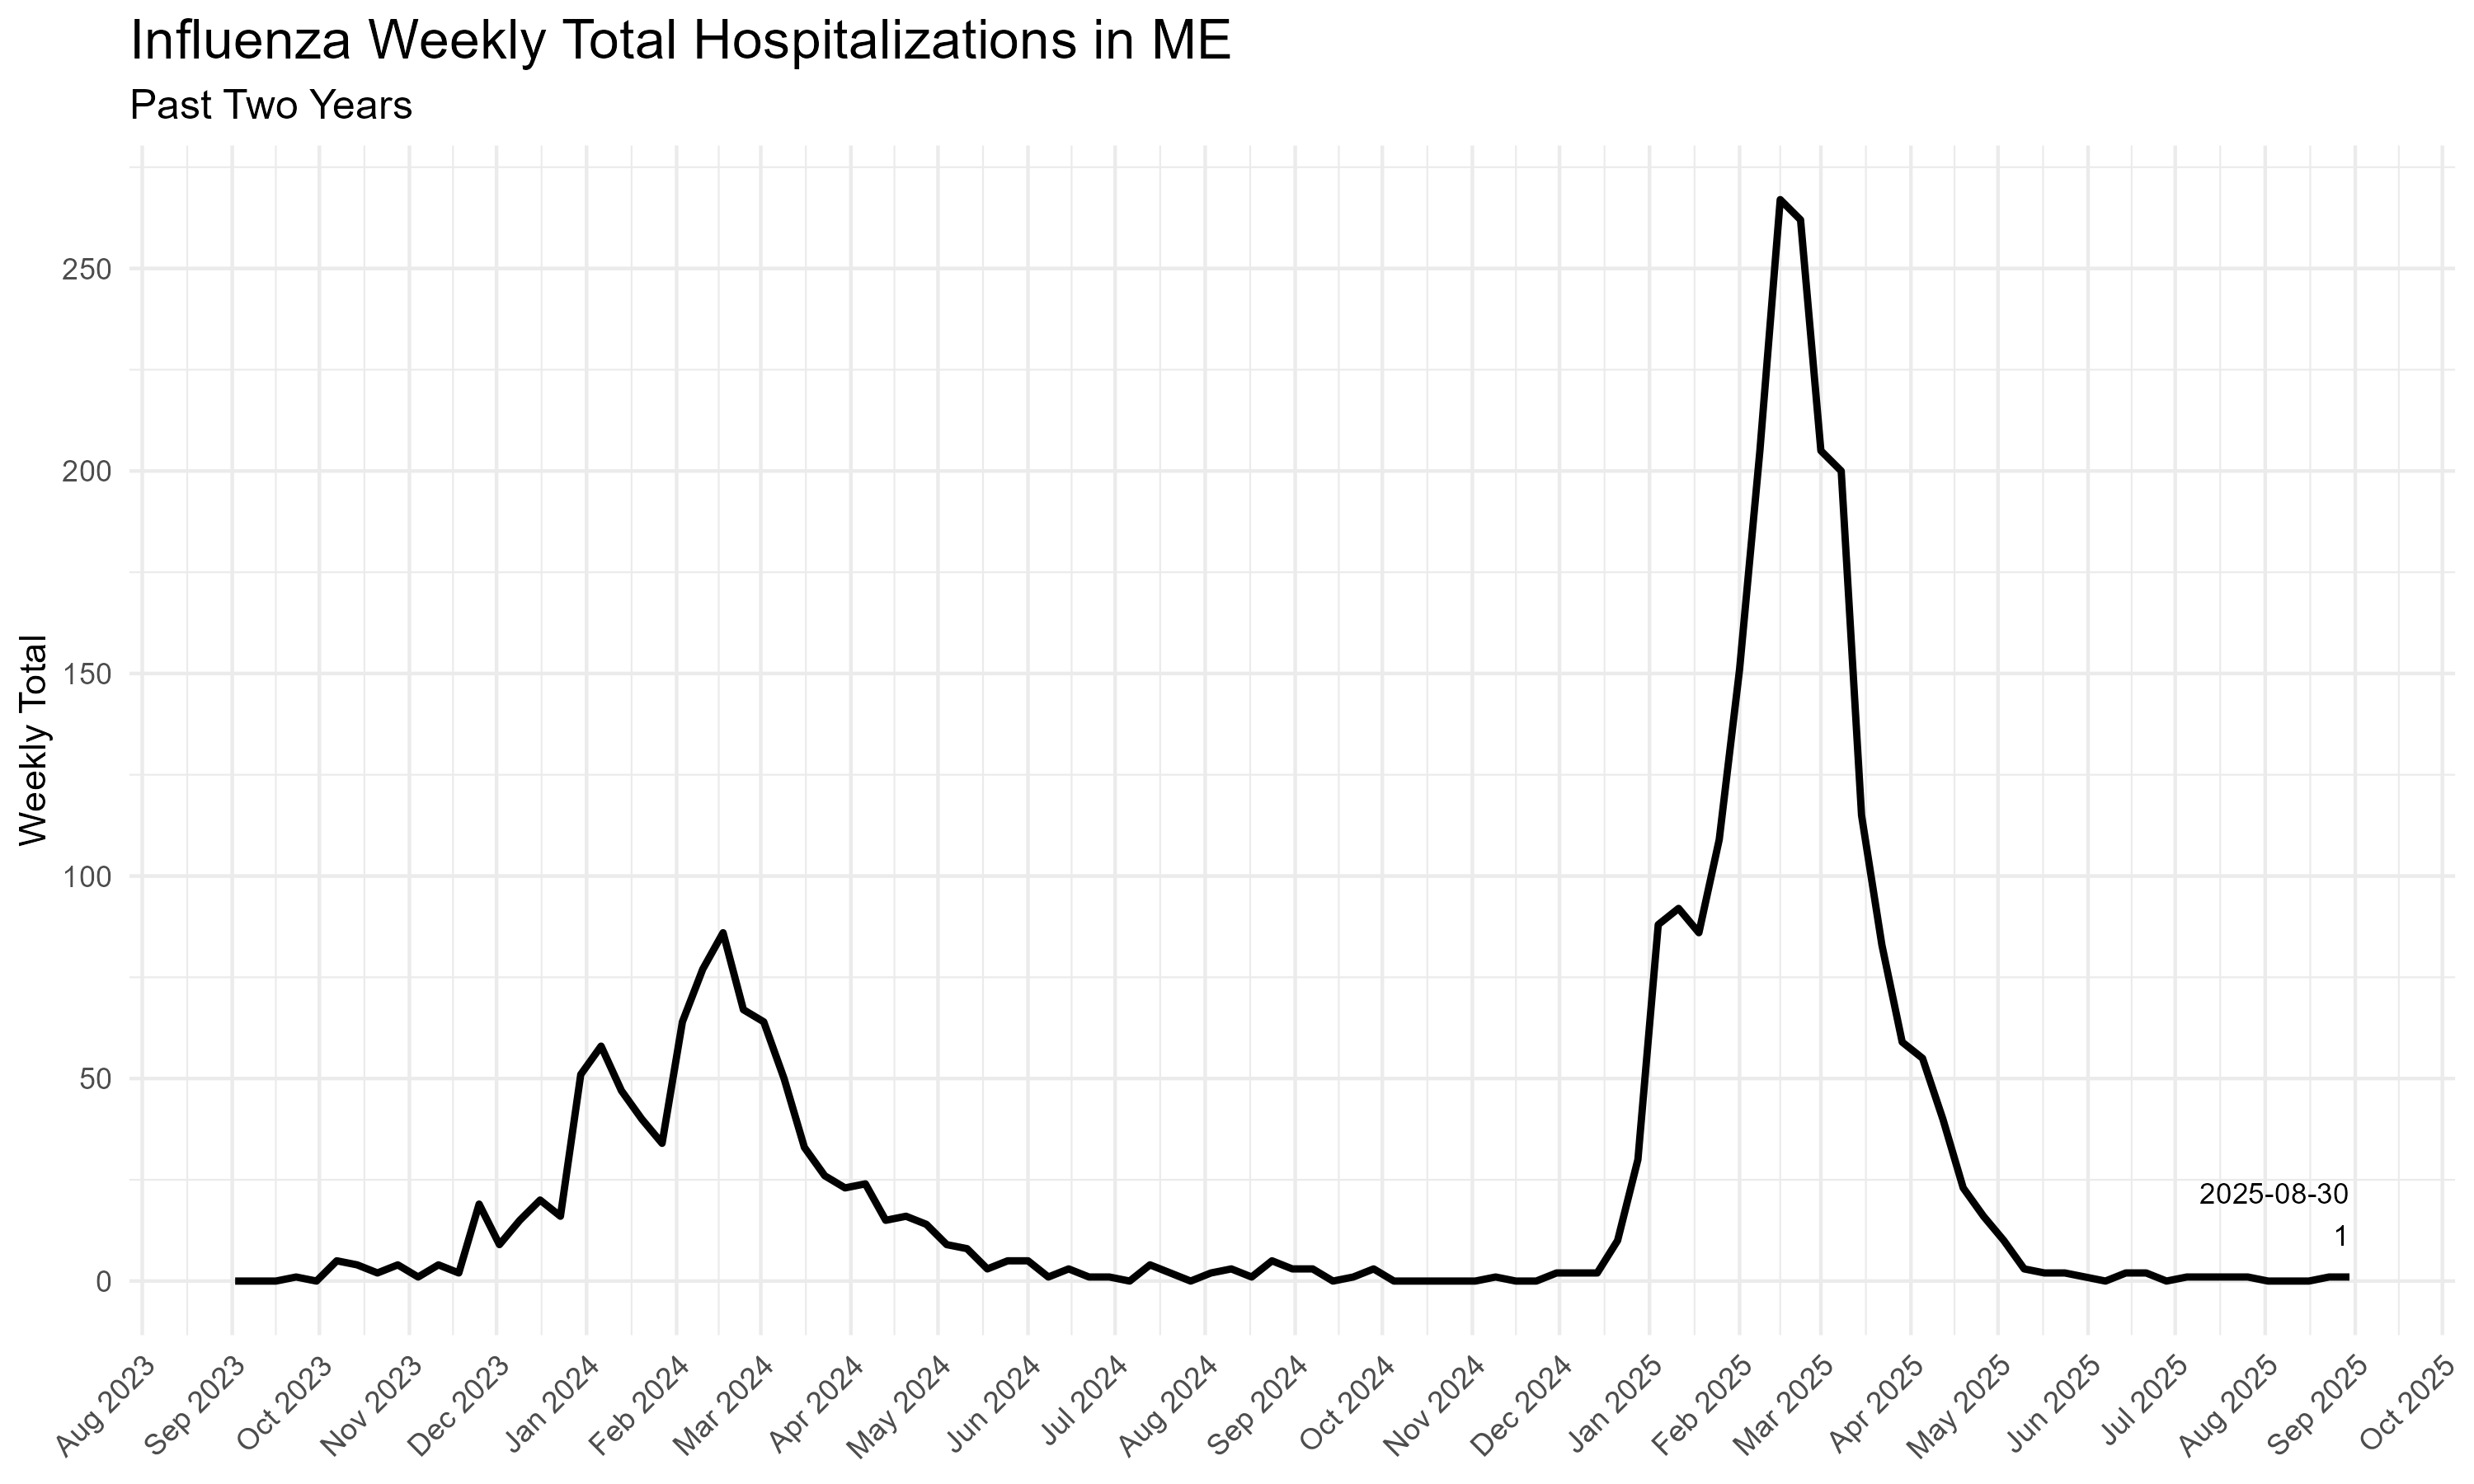 Influenza Weekly Total Hospitalizations in ME
Past Two Years
Weekly Total
250
200
150
100
50
0
2025-08-30
1
Aug 2023
Sep 2023
Oct 2023
Nov 2023
Dec 2023
Jan 2024
Feb 2024
Mar 2024
Apr 2024
May 2024
Jun 2024
Jul 2024
Aug 2024
Sep 2024
Oct 2024
Nov 2024
Dec 2024
Jan 2025
Feb 2025
Mar 2025
Apr 2025
May 2025
Jun 2025
Jul 2025
Aug 2025
Sep 2025
Oct 2025